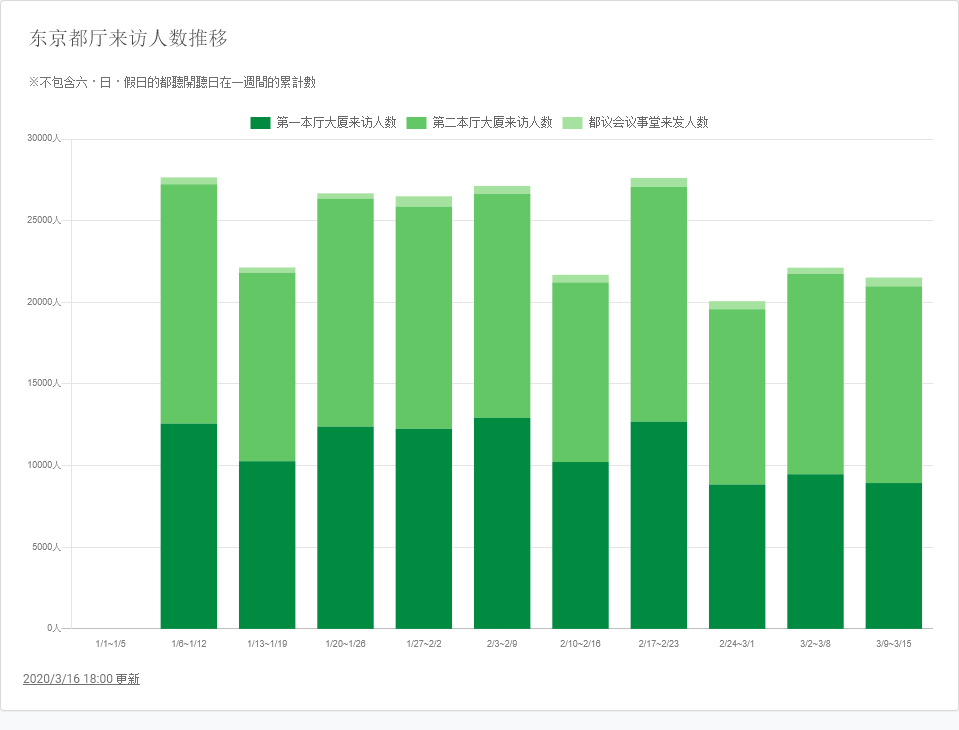 东京都厅来访人数推移
※不包含六・日・假日的都聽開聽日在一週間的累計數
第一本厅大厦来访人数 第二本厅大厦来访人数 都议会议事堂来发人数
30000人
25000人
20000人
15000人
10000人
5000人
0人
1/1~1/5 1/6~1/12 1/13~1/19 1/20~1/26 1/27~2/2 2/3~2/9 2/10~2/16 2/17~2/23 2/24~3/1 3/2~3/8 3/9~3/15
2020/3/16 18:00 更新